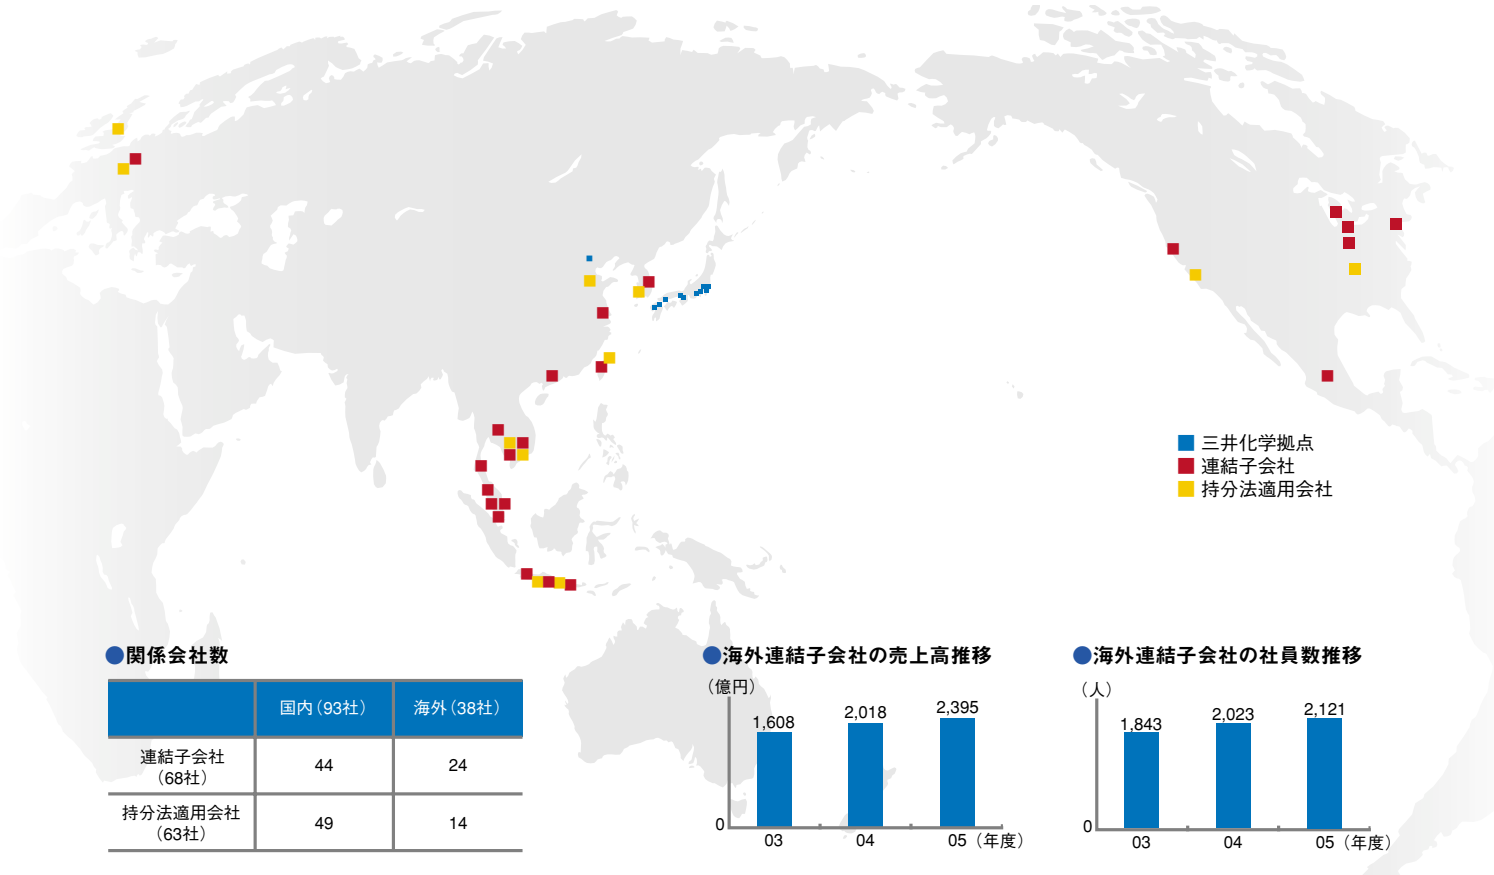 三井化学拠点
連結子会社
持分法適用会社
●関係会社数
国内（93社） 海外（38社）
連結子会社
（68社）
44 24
持分法適用会社
（63社）
49 14
●海外連結子会社の売上高推移
（億円）
1,608 2,018 2,395
0
03 04 05（年度）
●海外連結子会社の社員数推移
（人）
1,843 2,023 2,121
0
03 04 05（年度）